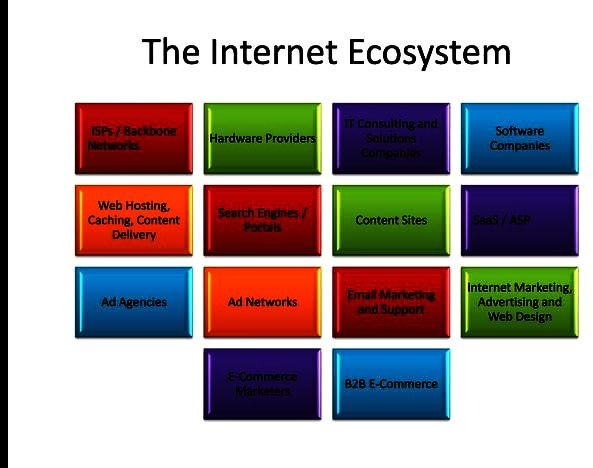 The Internet Ecosystem
ISPs / Backbone
Networks
Hardware Providers
IT Consulting and
Solutions
Companies
Software
Companies
Web Hosting,
Caching, Content
Delivery
Search Engines /
Portals
Content Sites
SaaS / ASP
Ad Agencies
Ad Networks
Email Marketing
and Support
Internet Marketing,
Advertising and
Web Design
E-Commerce
Marketers
B2B E-Commerce